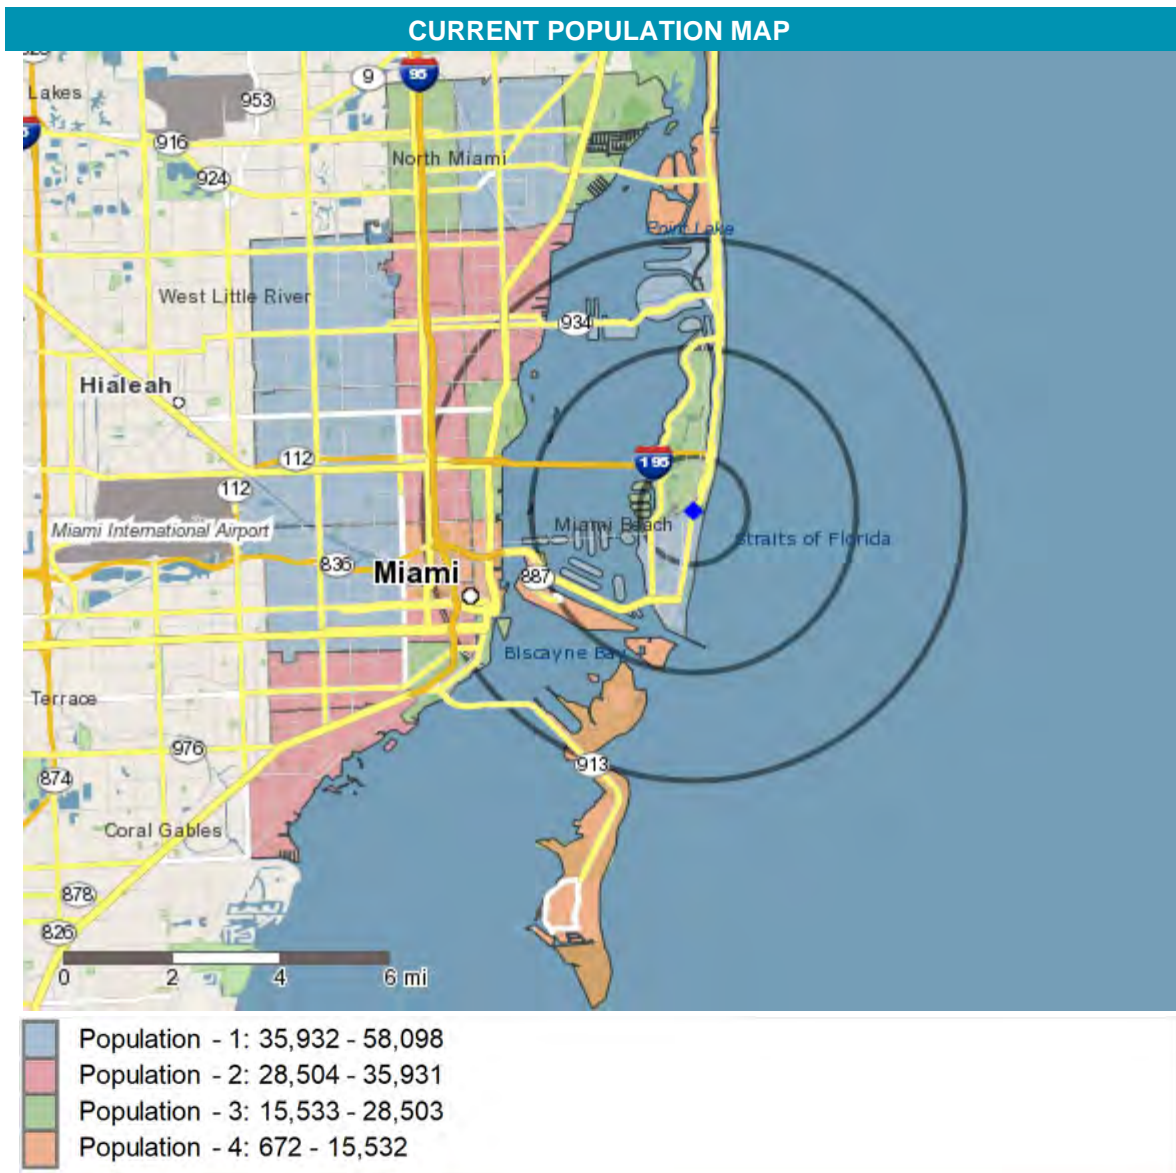 CURRENT POPULATION MAP
Lakes
9
95
953
916
North Miami
924
Point Lake
West Little River
934
Hialeah
112
195
112
Miami International Airport
Miami Beach
Straits of Florida
836
Miami
887
Biscayne Bay
Terrace
976
913
874
Coral Gables
878
826
0 2 4 6 mi
Population - 1: 35,932 - 58,098
Population - 2: 28,504 - 35,931
Population - 3: 15,533 - 28,503
Population - 4: 672 - 15,532